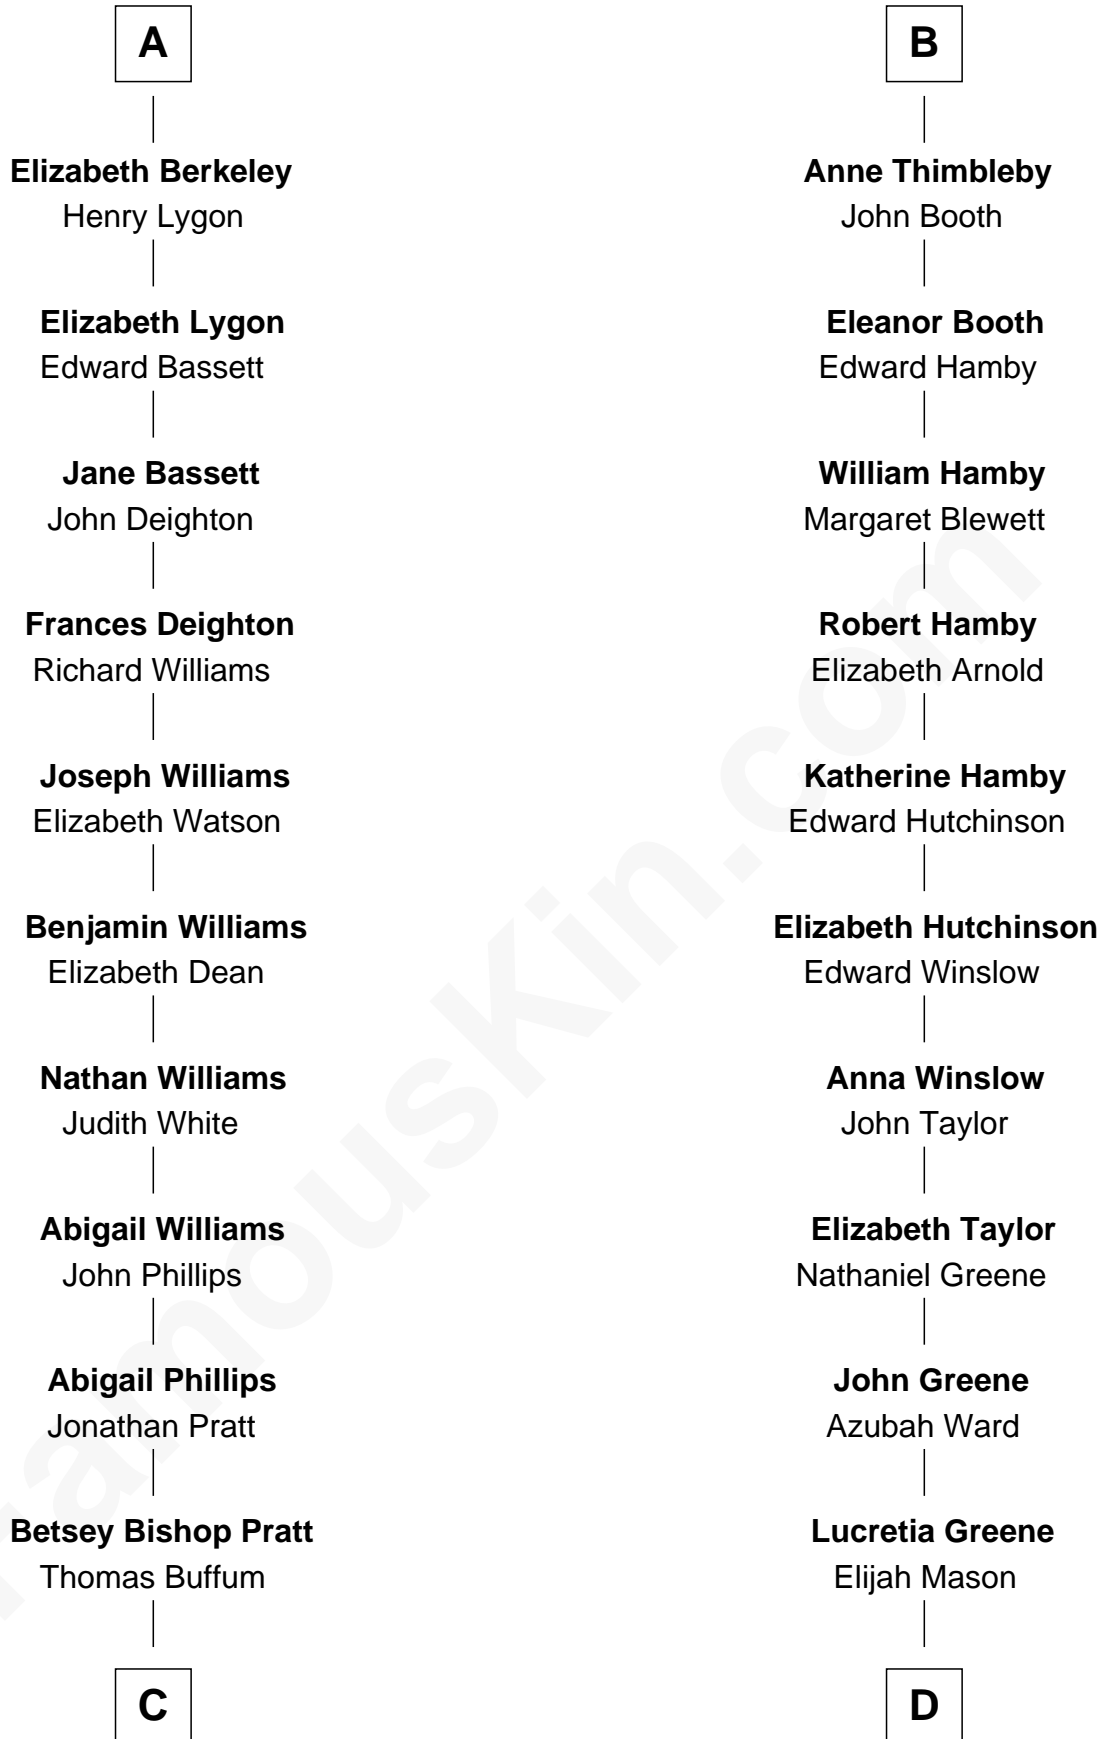 A
Elizabeth Berkeley
Henry Lygon
Elizabeth Lygon
Edward Bassett
Jane Bassett
John Deighton
Frances Deighton
Richard Williams
Joseph Williams
Elizabeth Watson
Benjamin Williams
Elizabeth Dean
Nathan Williams
Judith White
Abigail Williams
John Phillips
Abigail Phillips
Jonathan Pratt
Betsey Bishop Pratt
Thomas Buffum
C
B
Anne Thimbleby
John Booth
Eleanor Booth
Edward Hamby
William Hamby
Margaret Blewett
Robert Hamby
Elizabeth Arnold
Katherine Hamby
Edward Hutchinson
Elizabeth Hutchinson
Edward Winslow
Anna Winslow
John Taylor
Elizabeth Taylor
Nathaniel Greene
John Greene
Azubah Ward
Lucretia Greene
Elijah Mason
D
FamousKin.com